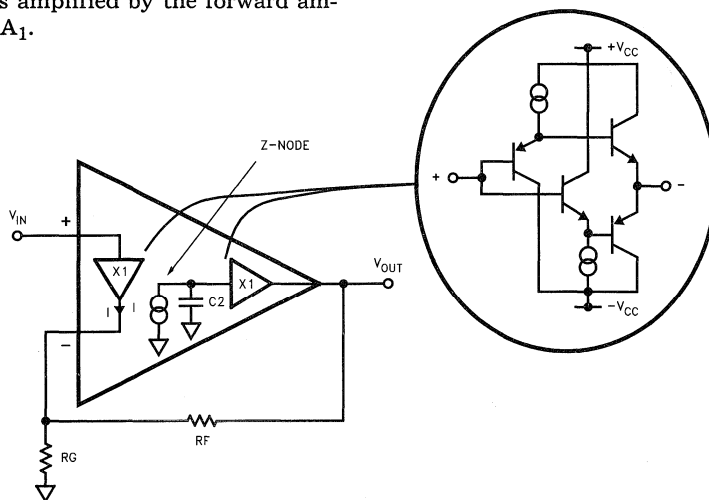 s amplified by the forward am-
A1.
+VCC
Z-NODE
+
-
VIN
+
X1
X1
VOUT
C2
I
I
-VCC
−
RF
RG